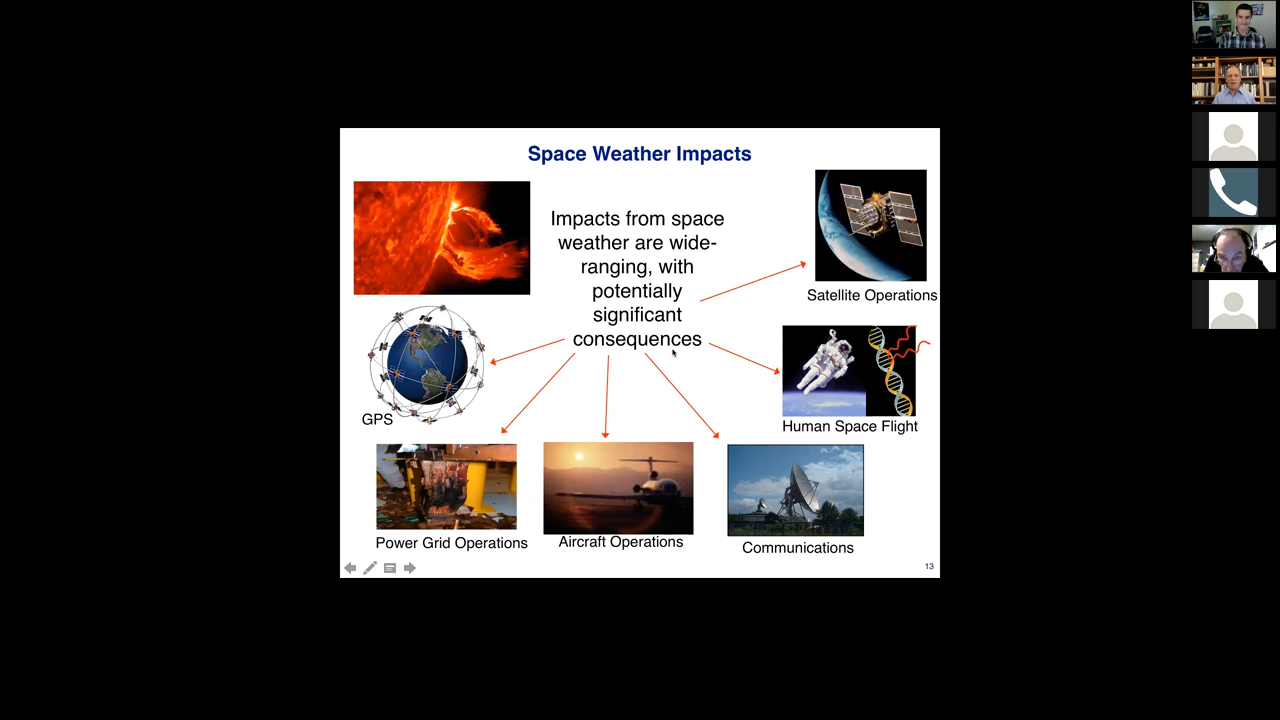 Space Weather Impacts
Impacts from space
weather are wide-
ranging, with
potentially
significant
consequences
Satellite Operations
GPS
Human Space Flight
Power Grid Operations
Aircraft Operations
Communications
13